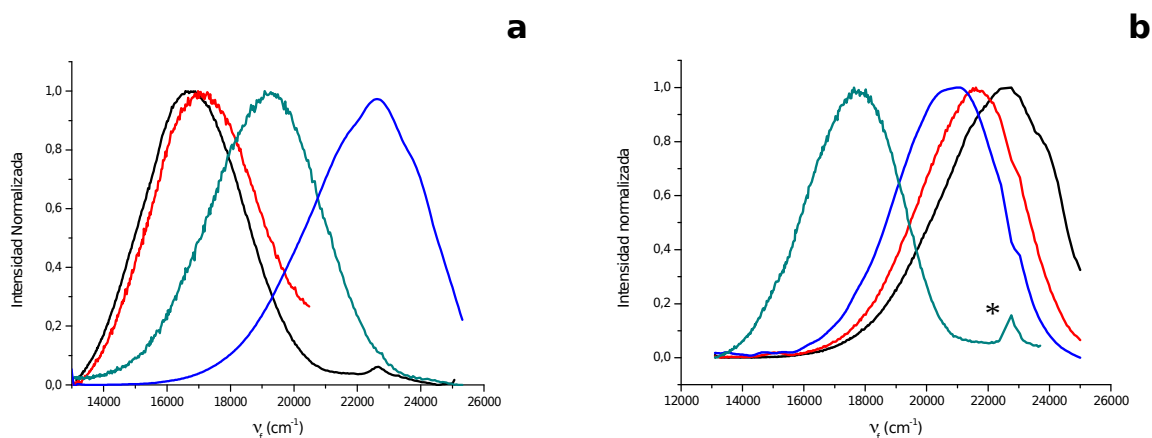 a
Intensidad Normalizada
1,0
0,8
0,6
0,4
0,2
0,0
14000 16000 18000 20000 22000 24000 26000
νf (cm-1)
b
Intensidad normalizada
1,0
0,8
0,6
0,4
0,2
0,0
*
12000 14000 16000 18000 20000 22000 24000 26000
νf (cm-1)